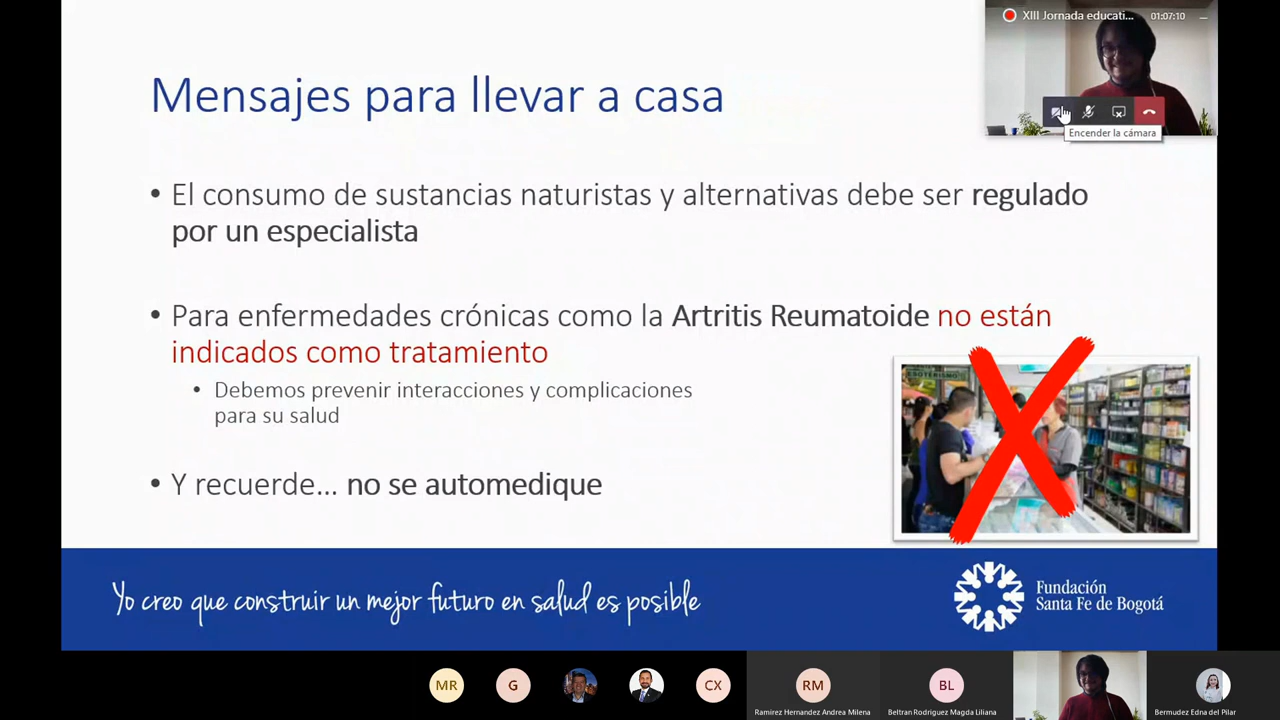 XIII Jornada educati...
01:07:10
Encender la cámara
Mensajes para llevar a casa
• El consumo de sustancias naturistas y alternativas debe ser regulado
por un especialista
• Para enfermedades crónicas como la Artritis Reumatoide no están
indicados como tratamiento
• Debemos prevenir interacciones y complicaciones
para su salud
• Y recuerde... no se automedique
ESOTERISMO
Yo creo que construir un mejor futuro en salud es posible
Fundación
Santa Fe de Bogotá
MR
G
CX
RM
BL
Ramirez Hernandez Andrea Milena
Beltran Rodriguez Magda Liliana
Bermudez Edna del Pilar